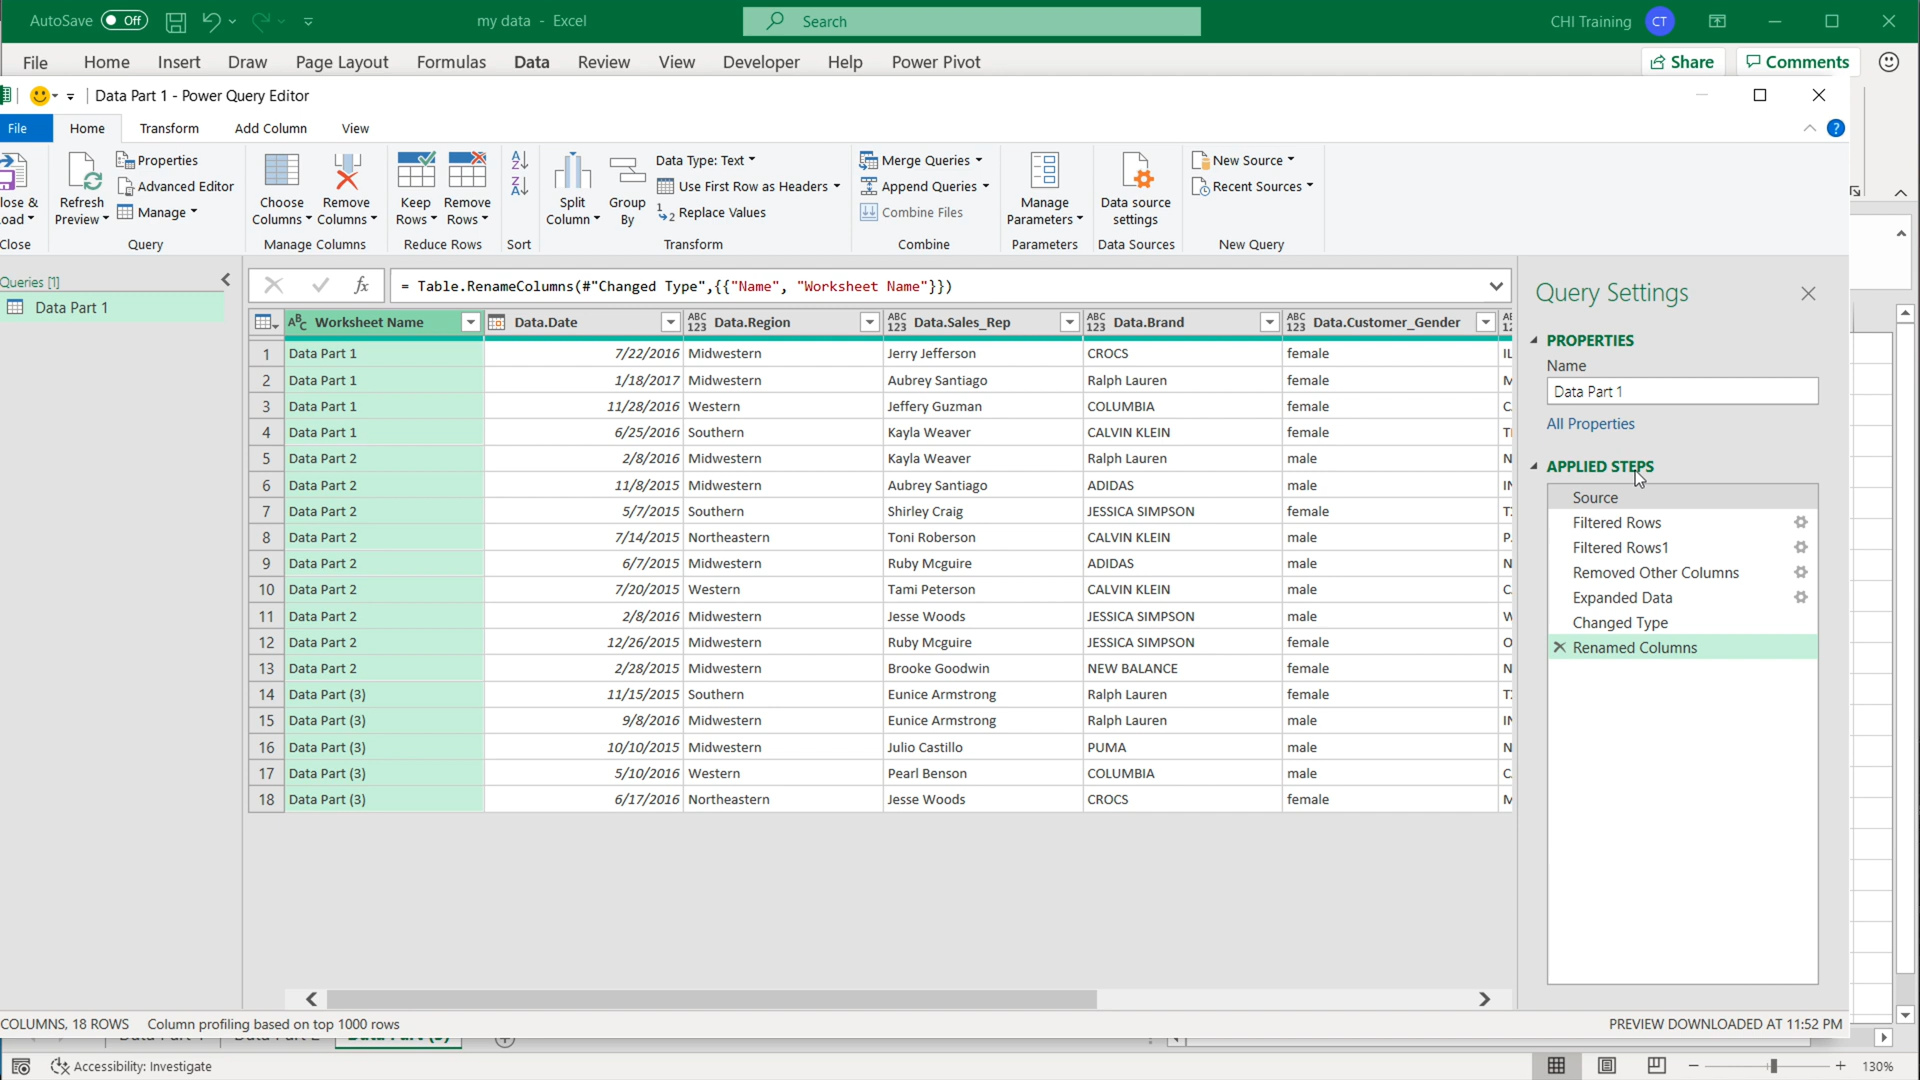 AutoSave Off my data - Excel Search CHI Training CT
File Home Insert Draw Page Layout Formulas Data Review View Developer Help Power Pivot Share Comments
Data Part 1 - Power Query Editor
File Home Transform Add Column View
Refresh Preview
Properties
Advanced Editor
Manage
Query
Choose Columns
Remove Columns
Manage Columns
Keep Rows
Remove Rows
Reduce Rows
Sort
Split Column
Group By
Data Type: Text
Use First Row as Headers
Replace Values
Transform
Merge Queries
Append Queries
Combine Files
Combine
Manage Parameters
Parameters
Data source settings
Data Sources
New Source
Recent Sources
New Query
Queries [1]
Data Part 1
fx = Table.RenameColumns(#"Changed Type",{{"Name", "Worksheet Name"}})
Worksheet Name Data.Date Data.Region Data.Sales_Rep Data.Brand Data.Customer_Gender
1 Data Part 1 7/22/2016 Midwestern Jerry Jefferson CROCS female
2 Data Part 1 1/18/2017 Midwestern Aubrey Santiago Ralph Lauren female
3 Data Part 1 11/28/2016 Western Jeffery Guzman COLUMBIA female
4 Data Part 1 6/25/2016 Southern Kayla Weaver CALVIN KLEIN female
5 Data Part 2 2/8/2016 Midwestern Kayla Weaver Ralph Lauren male
6 Data Part 2 11/8/2015 Midwestern Aubrey Santiago ADIDAS male
7 Data Part 2 5/7/2015 Southern Shirley Craig JESSICA SIMPSON female
8 Data Part 2 7/14/2015 Northeastern Toni Roberson CALVIN KLEIN male
9 Data Part 2 6/7/2015 Midwestern Ruby Mcguire ADIDAS male
10 Data Part 2 7/20/2015 Western Tami Peterson CALVIN KLEIN male
11 Data Part 2 2/8/2016 Midwestern Jesse Woods JESSICA SIMPSON male
12 Data Part 2 12/26/2015 Midwestern Ruby Mcguire JESSICA SIMPSON female
13 Data Part 2 2/28/2015 Midwestern Brooke Goodwin NEW BALANCE female
14 Data Part (3) 11/15/2015 Southern Eunice Armstrong Ralph Lauren female
15 Data Part (3) 9/8/2016 Midwestern Eunice Armstrong Ralph Lauren male
16 Data Part (3) 10/10/2015 Midwestern Julio Castillo PUMA male
17 Data Part (3) 5/10/2016 Western Pearl Benson COLUMBIA male
18 Data Part (3) 6/17/2016 Northeastern Jesse Woods CROCS female
Query Settings
PROPERTIES
Name
Data Part 1
All Properties
APPLIED STEPS
Source
Filtered Rows
Filtered Rows1
Removed Other Columns
Expanded Data
Changed Type
Renamed Columns
COLUMNS, 18 ROWS Column profiling based on top 1000 rows PREVIEW DOWNLOADED AT 11:52 PM
Accessibility: Investigate 130%